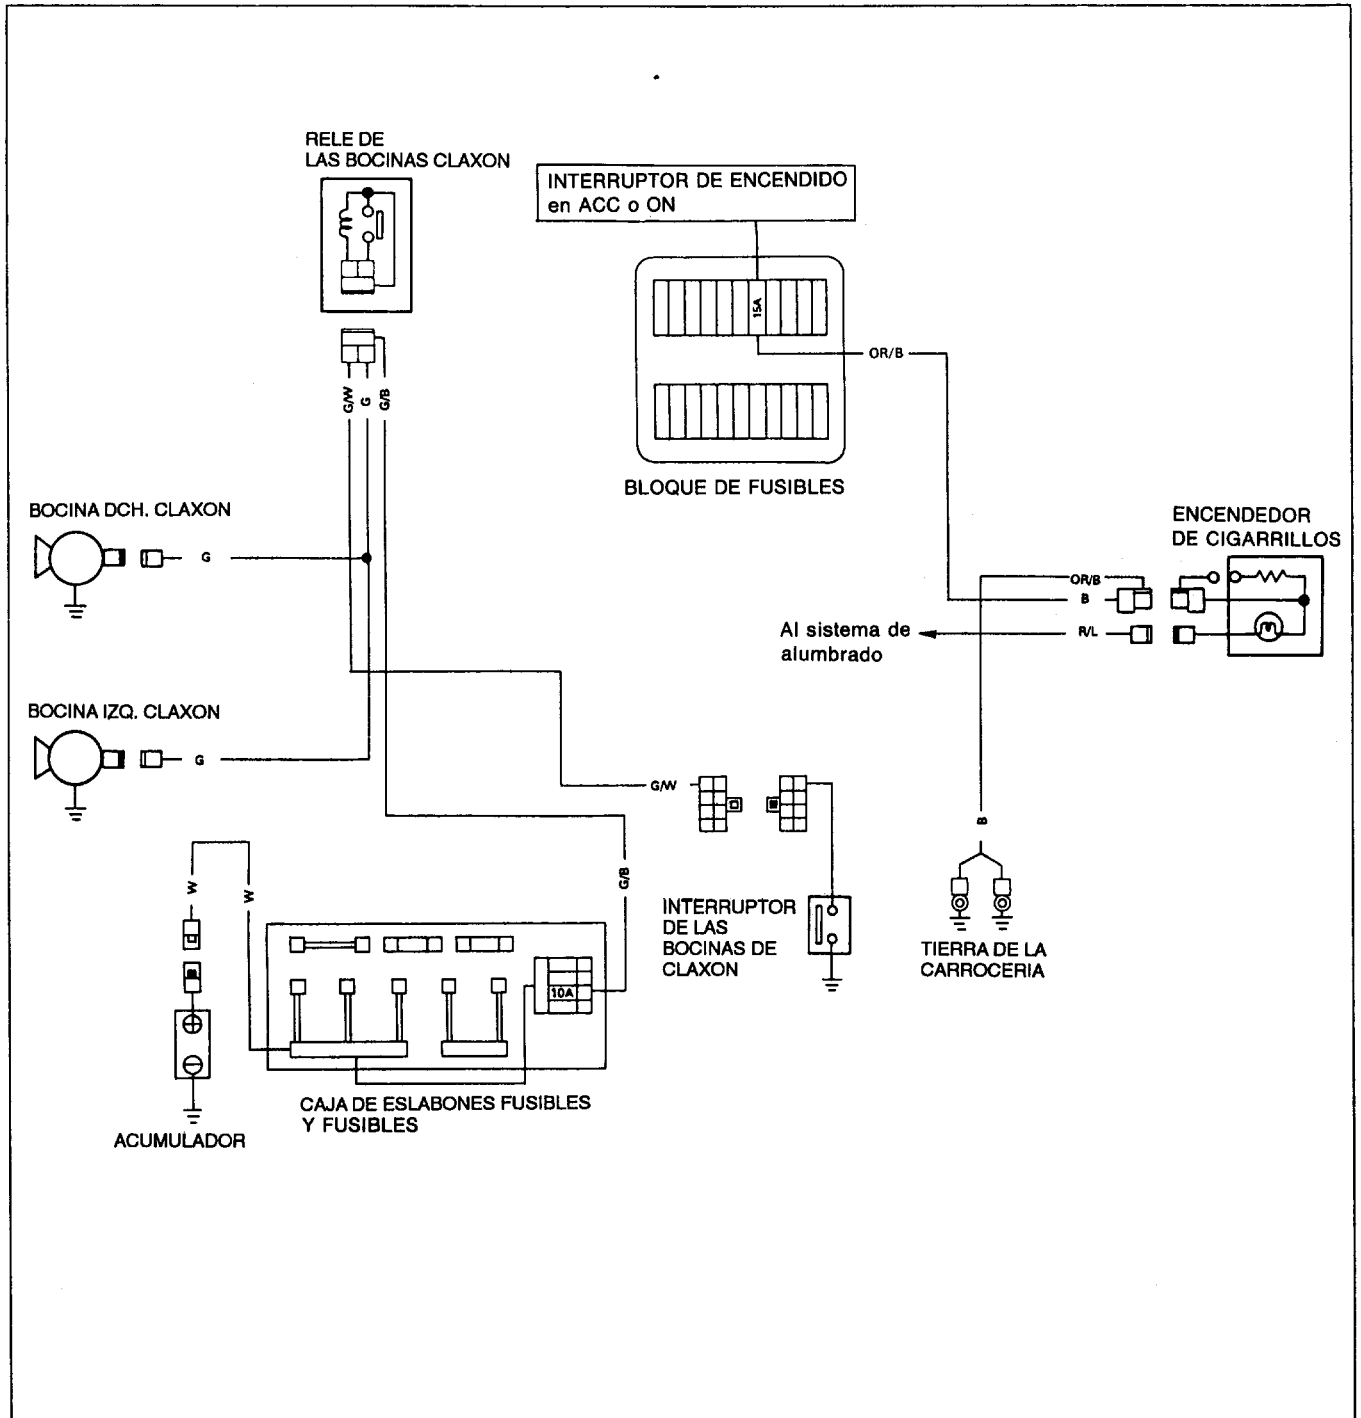 RELE DE
LAS BOCINAS CLAXON
INTERRUPTOR DE ENCENDIDO
en ACC o ON
15A
OR/B
G/W
G
G/B
BLOQUE DE FUSIBLES
BOCINA DCH. CLAXON
G
ENCENDEDOR
DE CIGARRILLOS
OR/B
B
R/L
Al sistema de
alumbrado
BOCINA IZQ. CLAXON
G
G/W
B
W
W
G/B
INTERRUPTOR
DE LAS
BOCINAS DE
CLAXON
TIERRA DE LA
CARROCERIA
10A
CAJA DE ESLABONES FUSIBLES
Y FUSIBLES
ACUMULADOR